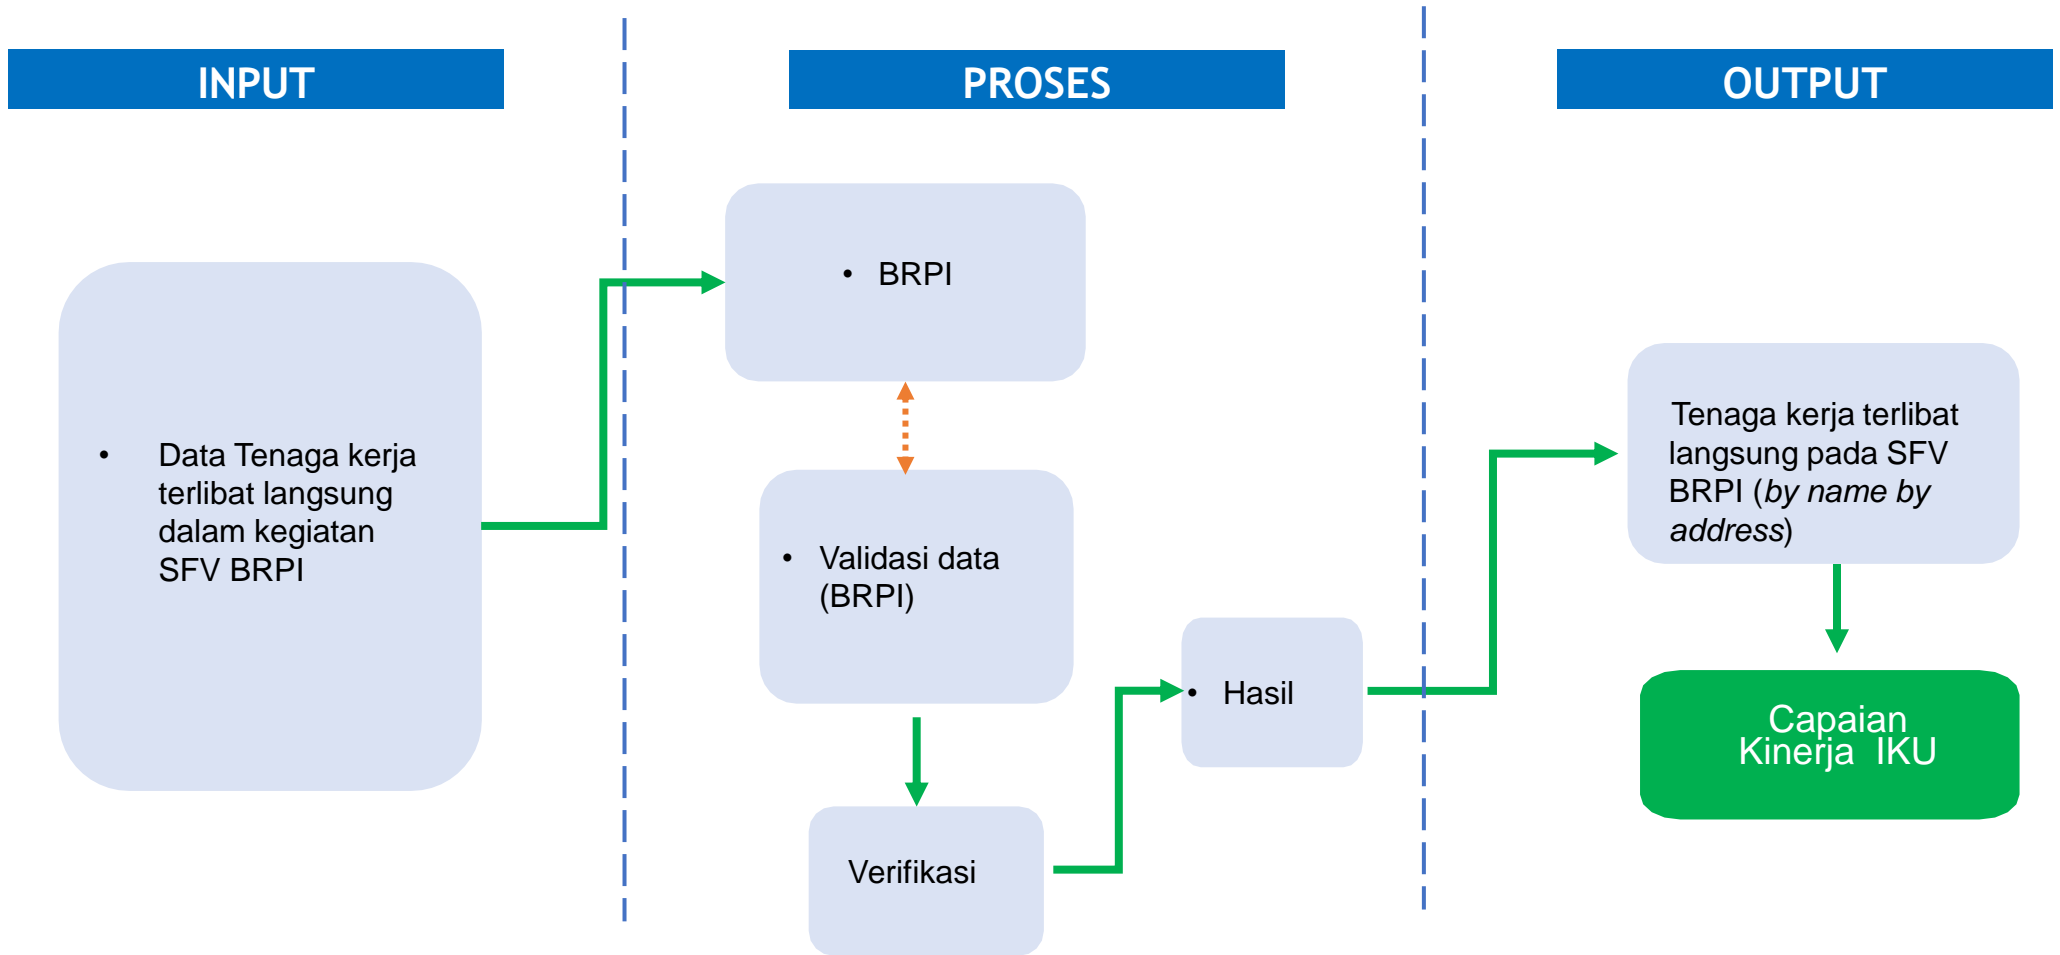 INPUT
PROSES
OUTPUT
• Data Tenaga kerja
terlibat langsung
dalam kegiatan
SFV BRPI
• BRPI
• Validasi data
(BRPI)
Verifikasi
• Hasil
Tenaga kerja terlibat
langsung pada SFV
BRPI (by name by
address)
Capaian
Kinerja IKU